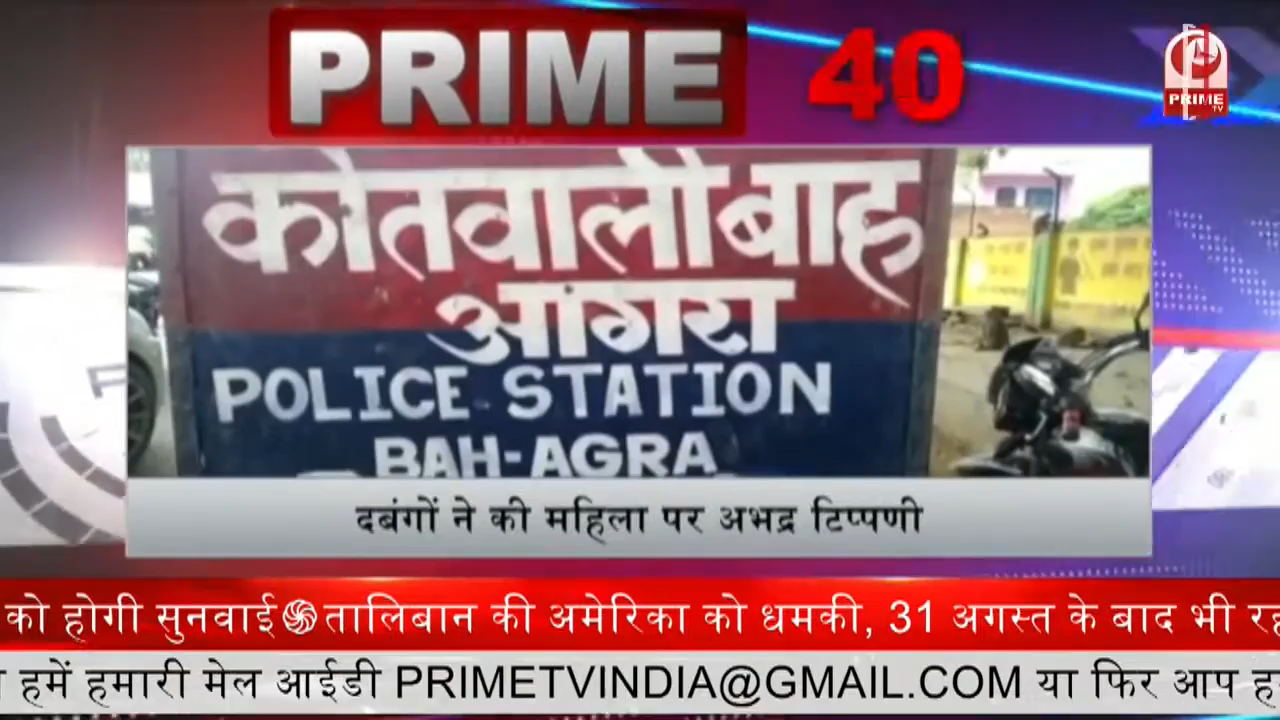 PRIME 40
PRIME
TV
कोतवाली बाह
आगरा
POLICE STATION
BAH-AGRA
दबंगों ने की महिला पर अभद्र टिप्पणी
को होगी सुनवाई तालिबान की अमेरिका को धमकी, 31 अगस्त के बाद भी
हमें हमारी मेल आईडी PRIMETVINDIA@GMAIL.COM या फिर आप